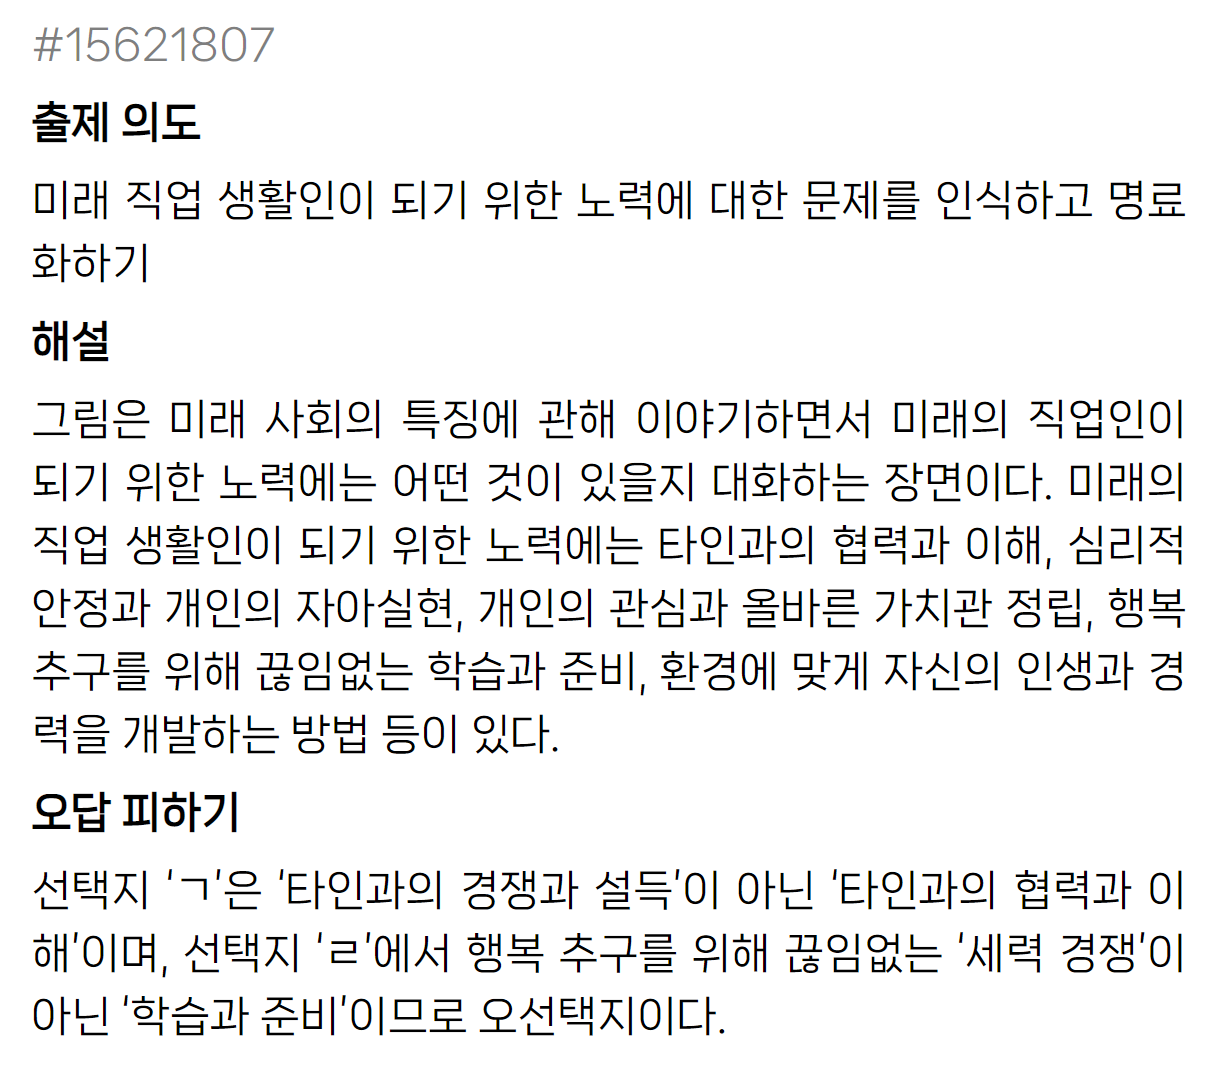 #15621807
출제 의도
미래 직업 생활인이 되기 위한 노력에 대한 문제를 인식하고 명료
화하기
해설
그림은 미래 사회의 특징에 관해 이야기하면서 미래의 직업인이
되기 위한 노력에는 어떤 것이 있을지 대화하는 장면이다. 미래의
직업 생활인이 되기 위한 노력에는 타인과의 협력과 이해, 심리적
안정과 개인의 자아실현, 개인의 관심과 올바른 가치관 정립, 행복
추구를 위해 끊임없는 학습과 준비, 환경에 맞게 자신의 인생과 경
력을 개발하는 방법 등이 있다.
오답 피하기
선택지 ‘ㄱ’은 ‘타인과의 경쟁과 설득’이 아닌 ‘타인과의 협력과 이
해’이며, 선택지 ‘ㄹ’에서 행복 추구를 위해 끊임없는 ‘세력 경쟁’이
아닌 ‘학습과 준비’이므로 오선택지이다.